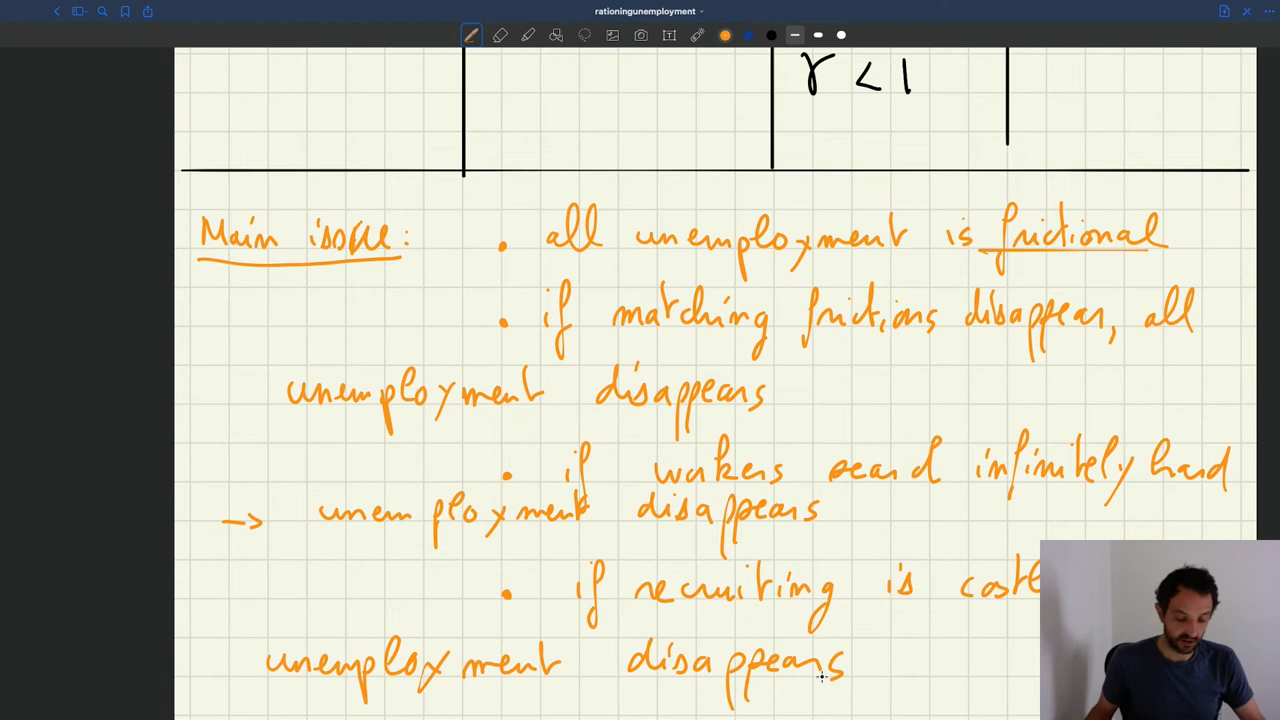 rationingunemployment
γ < 1
Main issue: • all unemployment is frictional
• if matching frictions disappear, all
unemployment disappears
• if workers search infinitely hard
→ unemployment disappears
• if recruiting is
unemployment disappears